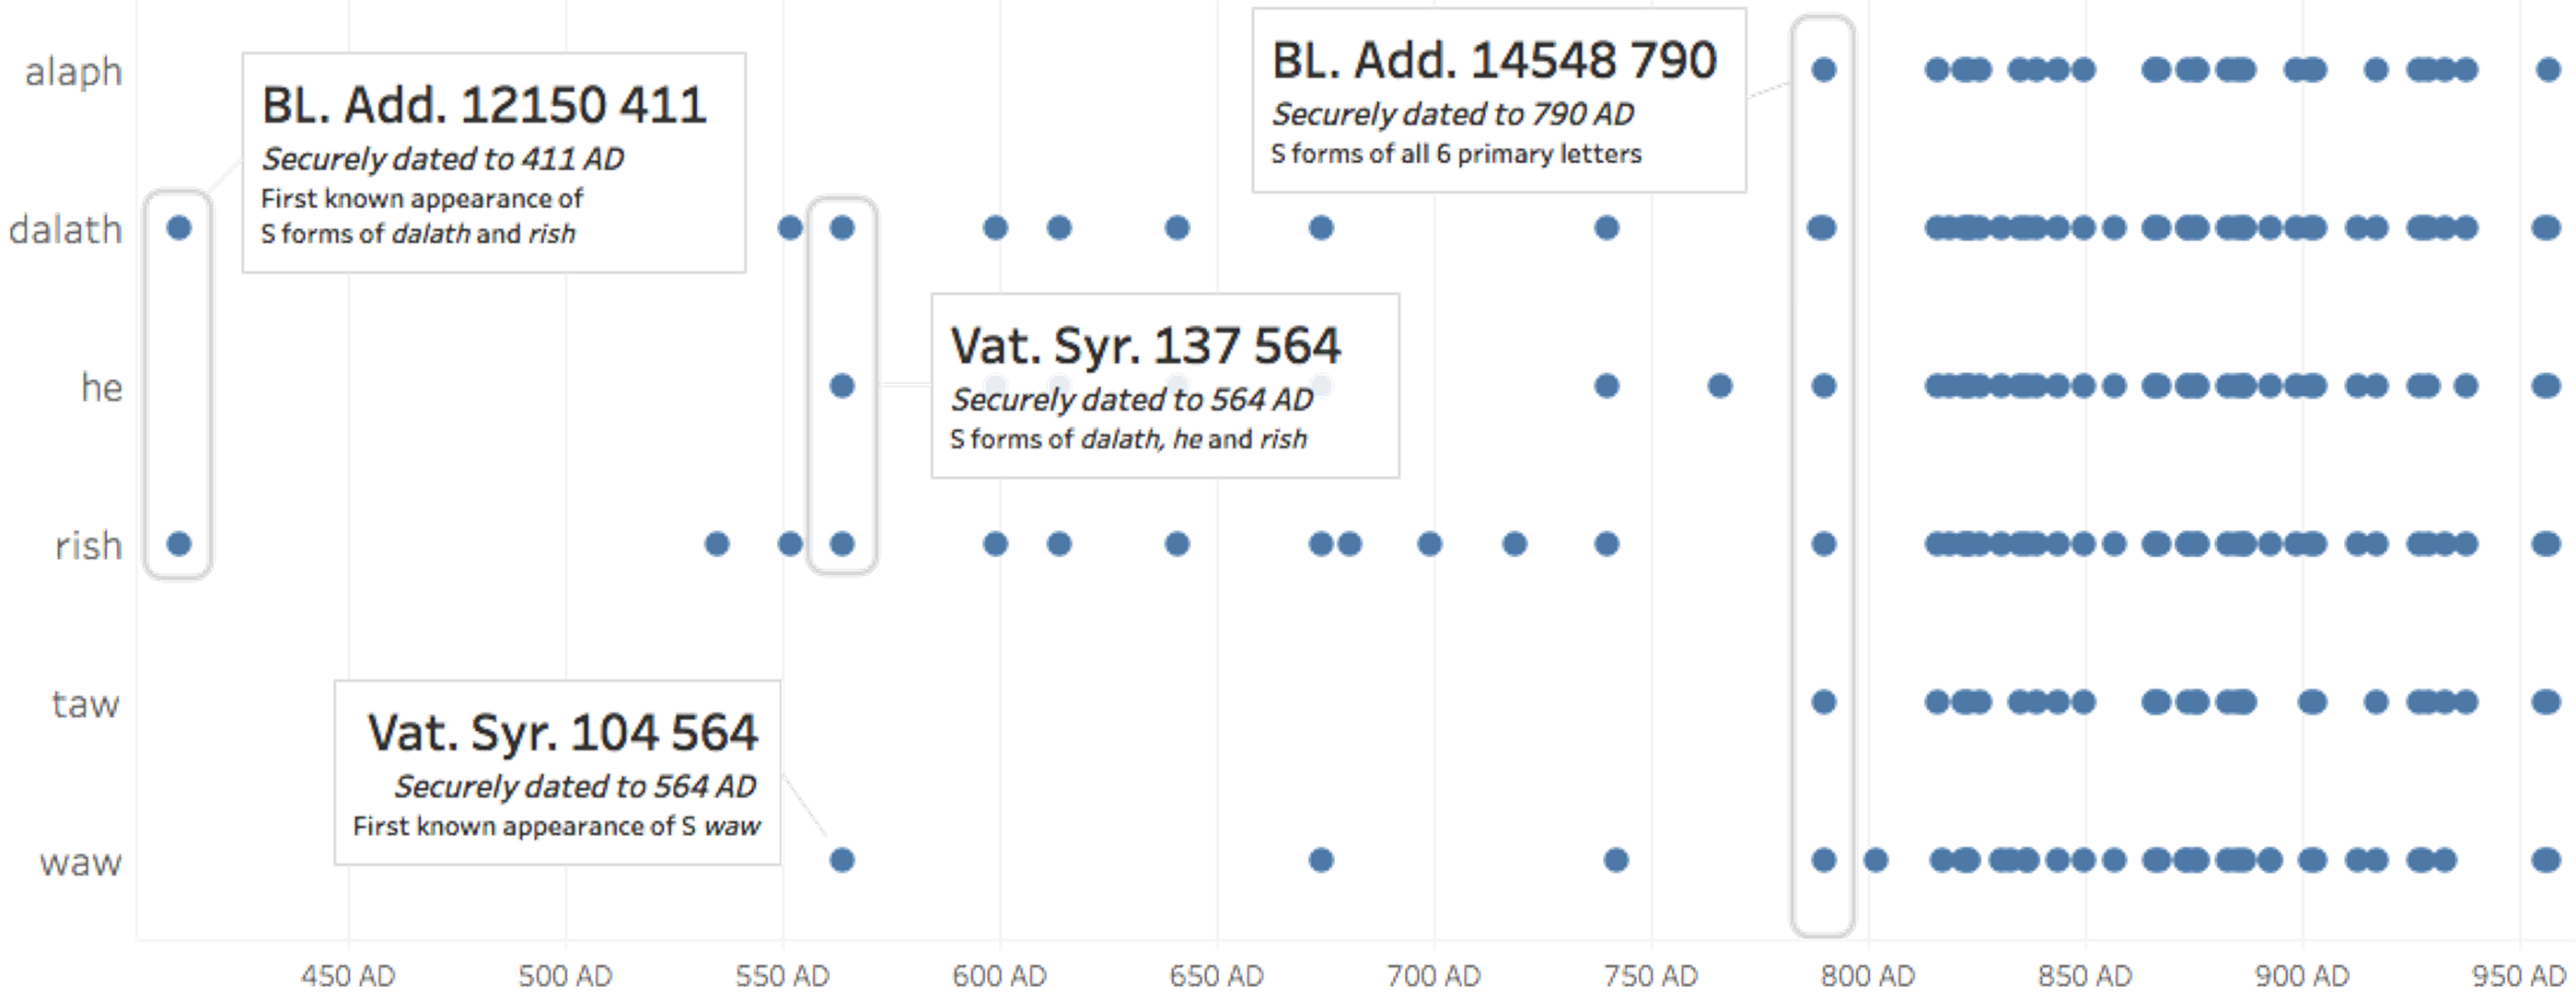 alaph
dalath
he
rish
taw
waw
BL. Add. 12150 411
Securely dated to 411 AD
First known appearance of
S forms of dalath and rish
BL. Add. 14548 790
Securely dated to 790 AD
S forms of all 6 primary letters
Vat. Syr. 137 564
Securely dated to 564 AD
S forms of dalath, he and rish
Vat. Syr. 104 564
Securely dated to 564 AD
First known appearance of S waw
450 AD 500 AD 550 AD 600 AD 650 AD 700 AD 750 AD 800 AD 850 AD 900 AD 950 AD